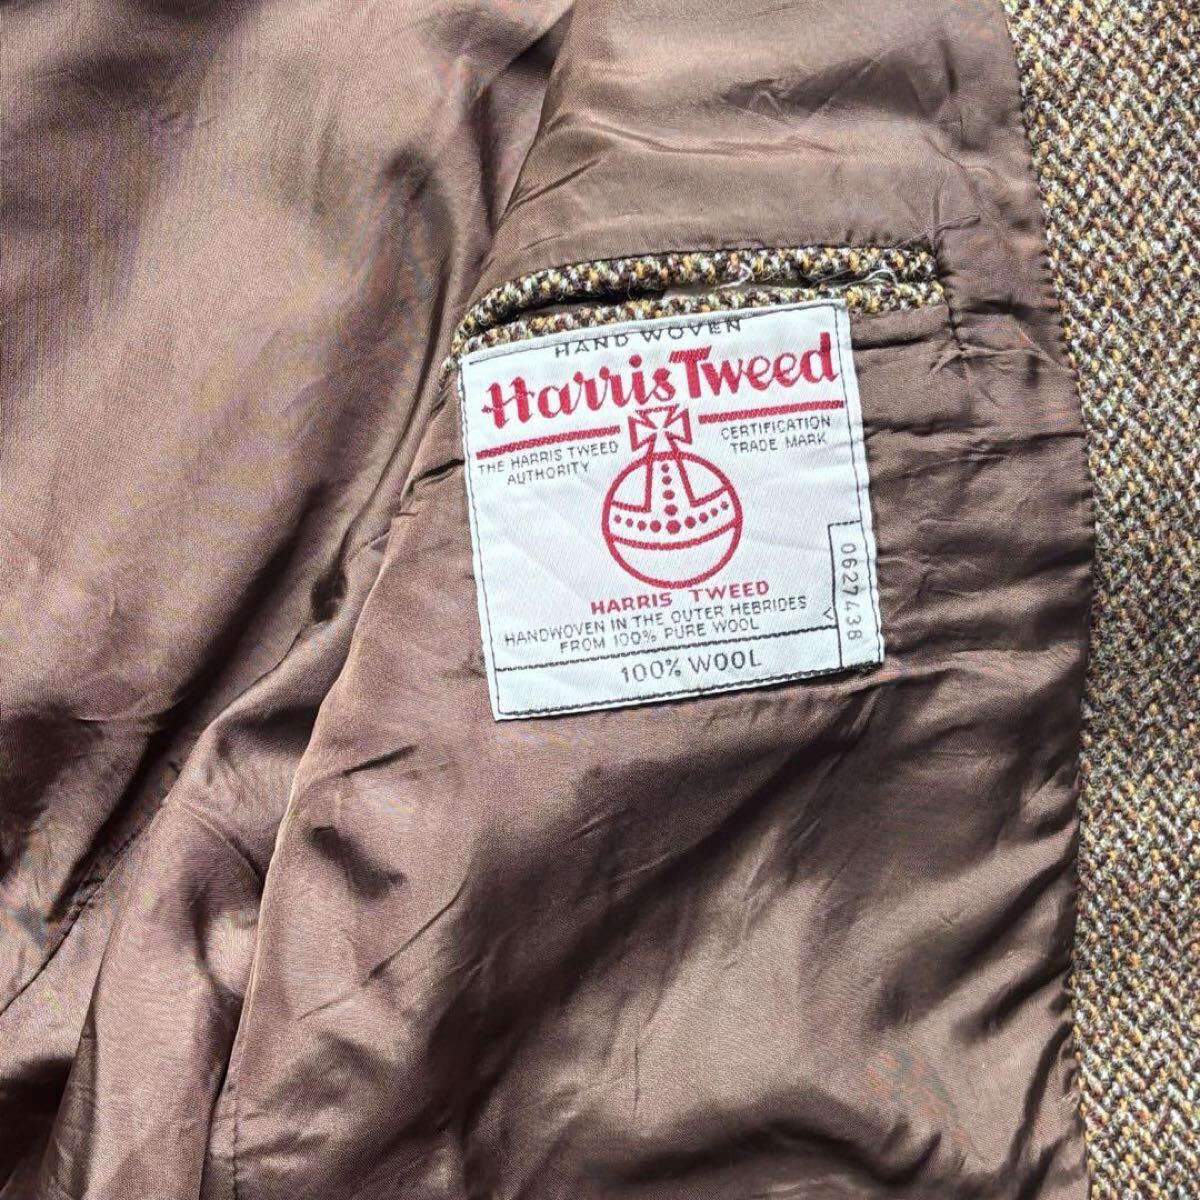 HAND WOVEN
Harris Tweed
THE HARRIS TWEED
AUTHORITY
CERTIFICATION
TRADE MARK
HARRIS TWEED
HANDWOVEN IN THE OUTER HEBRIDES
FROM 100% PURE WOOL
100% WOOL
V
0627438